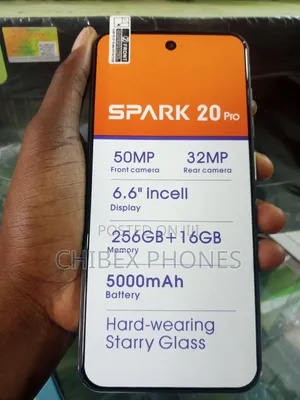 SPARK 20 Pro
50MP 32MP
Front camera Rear camera
6.6" incell
Display
POSTED ON
256GB+16GB
Memory
CHIBEX PHONES
5000mAh
Battery
Hard-wearing
Starry Glass